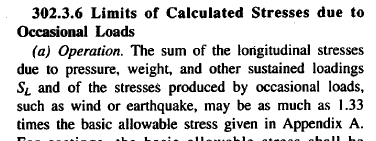 302.3.6 Limits of Calculated Stresses due to
Occasional Loads
(a) Operation. The sum of the longitudinal stresses
due to pressure, weight, and other sustained loadings
S_L and of the stresses produced by occasional loads,
such as wind or earthquake, may be as much as 1.33
times the basic allowable stress given in Appendix A.